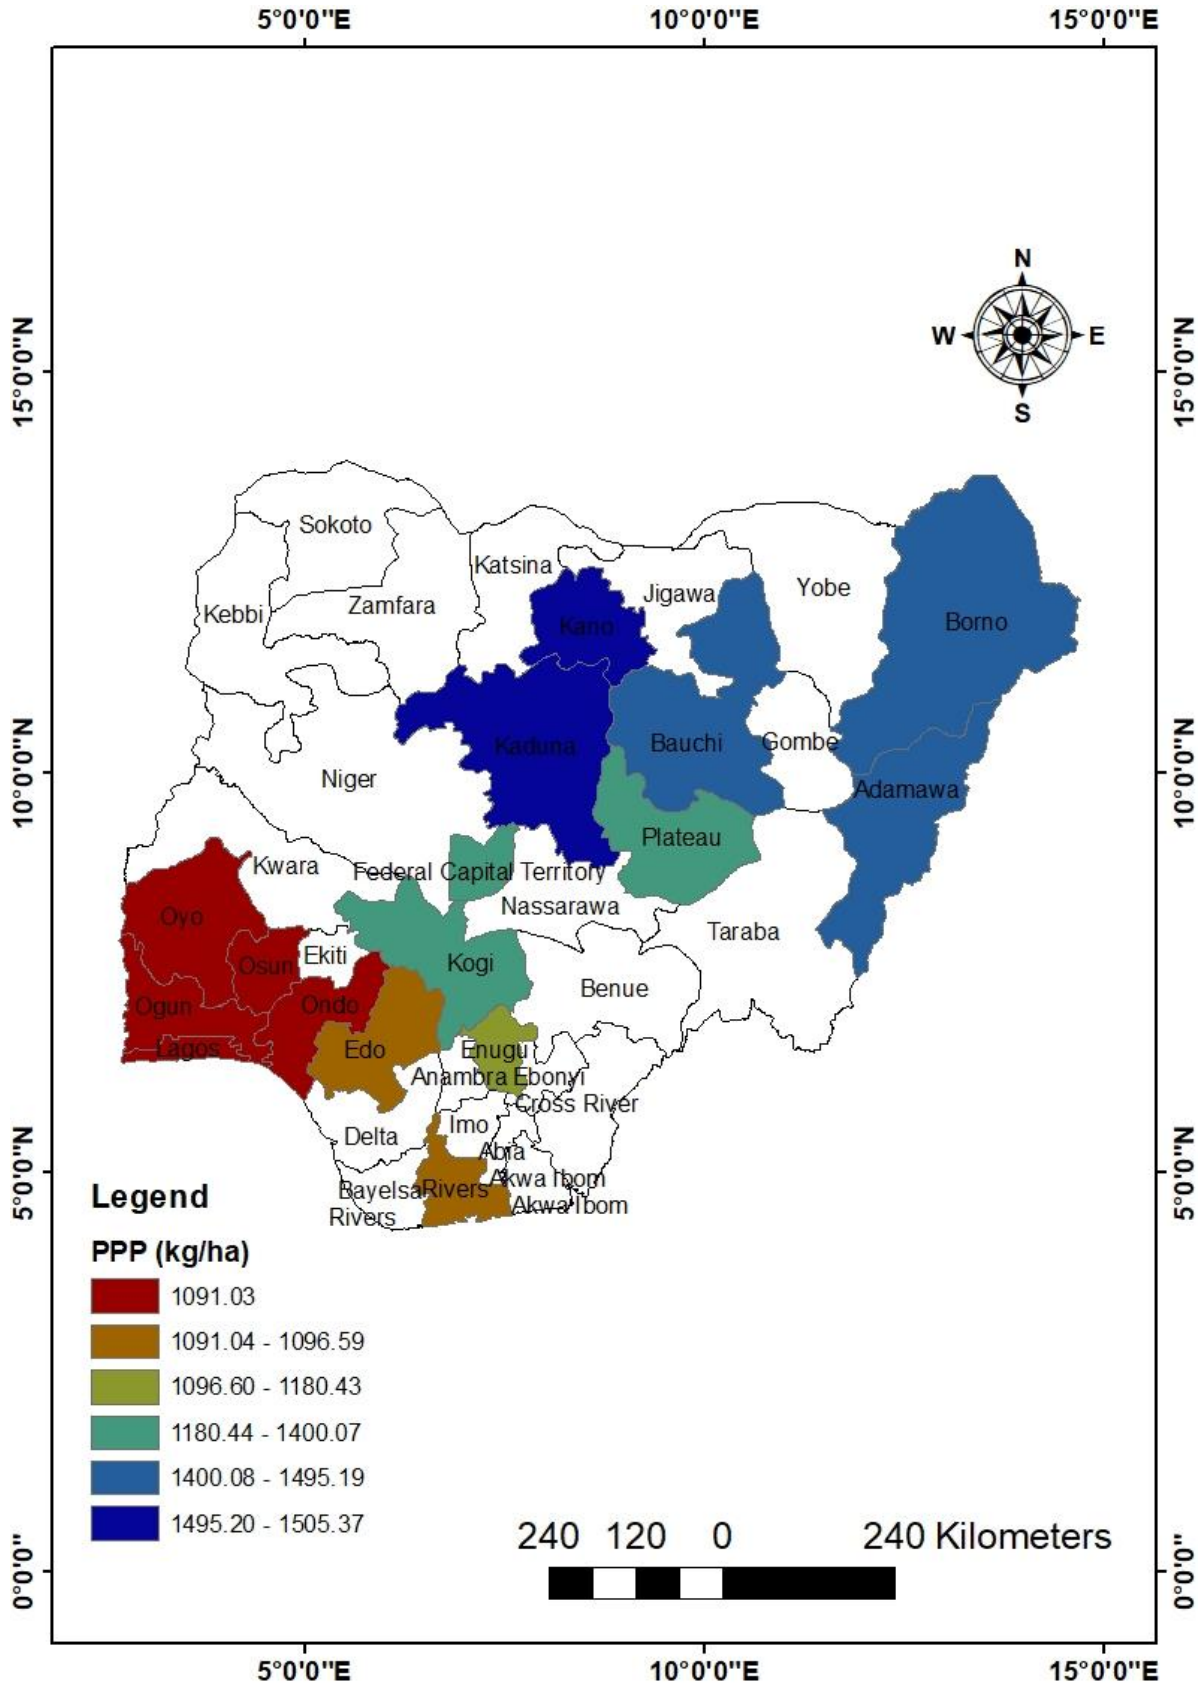 5°0'0"E 10°0'0"E 15°0'0"E
N
W E
S
15°0'0"N 15°0'0"N
Sokoto
Katsina
Yobe
Jigawa
Kebbi
Zamfara
Kano
Borno
Kaduna
Bauchi
Gombe
10°0'0"N 10°0'0"N
Niger
Adamawa
Plateau
Kwara
Federal Capital Territory
Nassarawa
Oyo
Taraba
Osun
Ekiti
Kogi
Benue
Ogun
Ondo
Lagos
Edo
Enugu
Anambra Ebonyi
Cross River
Imo
Delta
Abia
Akwa Ibom
Bayelsa
Rivers
Akwa Ibom
Rivers
5°0'0"N 5°0'0"N
Legend
PPP (kg/ha)
1091.03
1091.04 - 1096.59
1096.60 - 1180.43
1180.44 - 1400.07
1400.08 - 1495.19
1495.20 - 1505.37
240 120 0 240 Kilometers
0°0'0" 0°0'0"
5°0'0"E 10°0'0"E 15°0'0"E